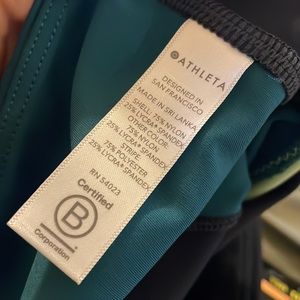 ATHLETA
DESIGNED IN
SAN FRANCISCO
MADE IN SRI LANKA
SHELL: 75% NYLON
25% LYCRA® SPANDEX
OTHER COLOR:
75% NYLON
25% LYCRA® SPANDEX
STRIPE:
75% POLYESTER
25% LYCRA® SPANDEX
RN 54023
Certified
B
Corporation